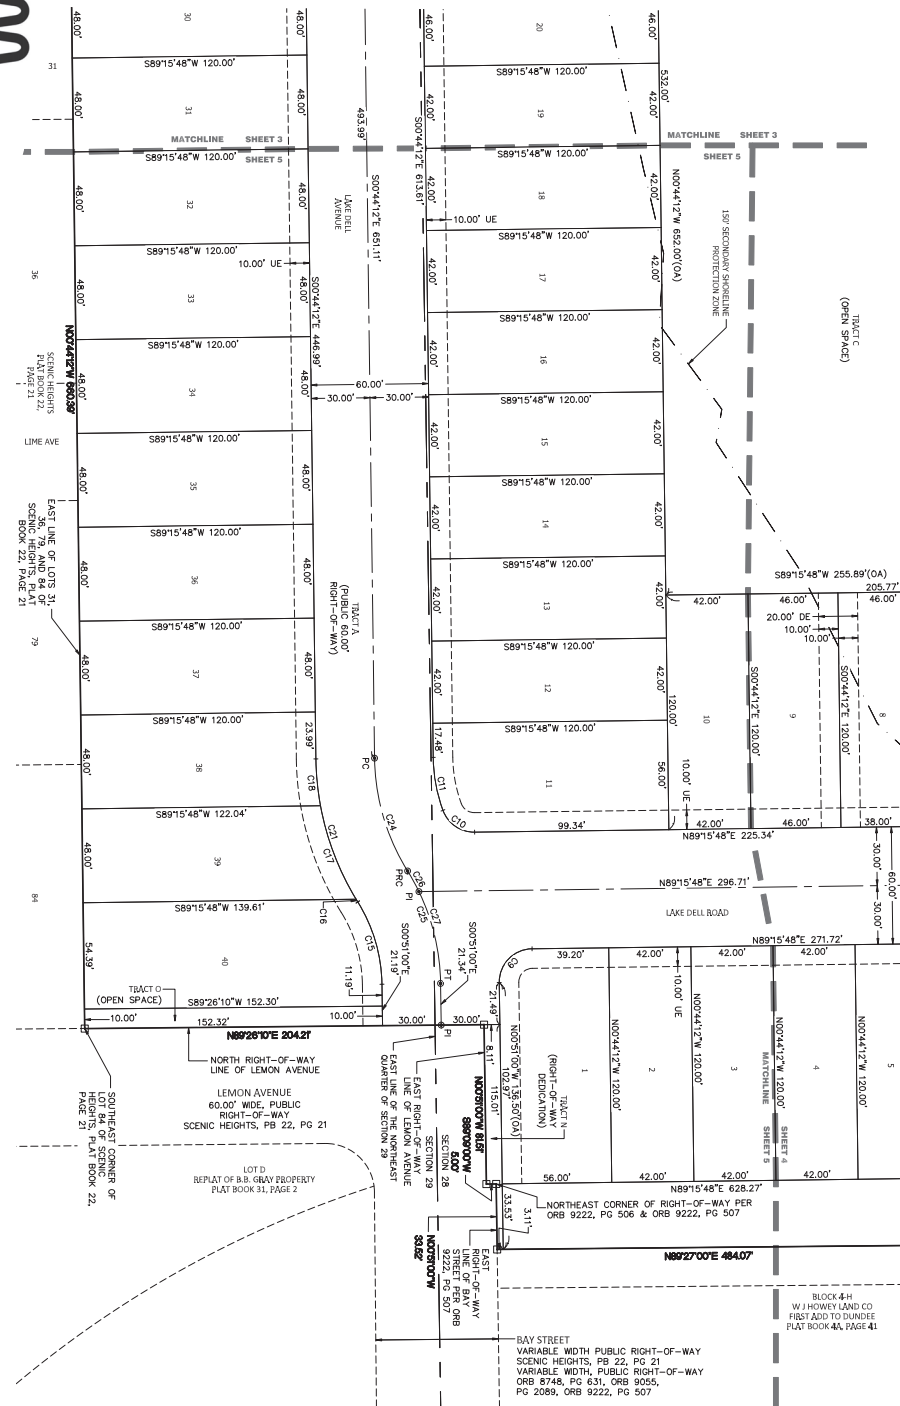 W
30
48.00'
46.00'
20
46.00'
31
S89°15'48"W 120.00'
S89°15'48"W 120.00'
532.00'
48.00'
31
48.00'
493.99'
42.00'
19
42.00'
MATCHLINE SHEET 3
SHEET 5
MATCHLINE SHEET 3
SHEET 5
S89°15'48"W 120.00'
S00°44'12"E 613.61'
S89°15'48"W 120.00'
48.00'
32
48.00'
LAKE DELL
AVENUE
S00°44'12"E 651.11'
42.00'
18
42.00'
N00°44'12"W 652.00'(OA)
10.00' UE
150' SECONDARY SHORELINE
PROTECTION ZONE
S89°15'48"W 120.00'
S89°15'48"W 120.00'
10.00' UE
36
48.00'
33
48.00'
S00°44'12"E 446.99'
42.00'
17
42.00'
TRACT C
(OPEN SPACE)
S89°15'48"W 120.00'
S89°15'48"W 120.00'
N00°44'12"W 660.39'
SCENIC HEIGHTS
PLAT BOOK 22,
PAGE 21
48.00'
34
48.00'
60.00'
30.00'
30.00'
42.00'
16
42.00'
S89°15'48"W 120.00'
LIME AVE
S89°15'48"W 120.00'
42.00'
15
42.00'
48.00'
35
48.00'
S89°15'48"W 120.00'
EAST LINE OF LOTS 31,
36, 79, AND 84 OF
SCENIC HEIGHTS, PLAT
BOOK 22, PAGE 21
S89°15'48"W 120.00'
42.00'
14
42.00'
48.00'
36
48.00'
S89°15'48"W 120.00'
S89°15'48"W 255.89'(OA)
205.77'
42.00'
46.00'
46.00'
TRACT A
(PUBLIC 60.00'
RIGHT-OF-WAY)
42.00'
13
42.00'
20.00' DE
10.00'
10.00'
79
S89°15'48"W 120.00'
S89°15'48"W 120.00'
48.00'
37
48.00'
42.00'
12
42.00'
120.00'
10
S00°44'12"E 120.00'
9
S00°44'12"E 120.00'
8
S89°15'48"W 120.00'
S89°15'48"W 120.00'
23.99'
17.48'
48.00'
38
PC
C18
C11
11
56.00'
10.00' UE
S89°15'48"W 122.04'
C24
C10
99.34'
42.00'
46.00'
38.00'
N89°15'48"E 225.34'
C21
C17
48.00'
39
PRC
C26
PI
N89°15'48"E 296.71'
30.00'
60.00'
30.00'
84
S89°15'48"W 139.61'
C16
C25
C27
LAKE DELL ROAD
C15
S00°51'00"E
21.19'
S00°51'00"E
21.34'
N89°15'48"E 271.72'
54.39'
40
11.19'
PT
C9
39.20'
42.00'
42.00'
42.00'
10.00' UE
TRACT O
(OPEN SPACE)
S89°26'10"W 152.30'
10.00'
10.00'
152.32'
30.00'
30.00'
PI
21.49'
N89°26'10"E 204.21'
NORTH RIGHT-OF-WAY
LINE OF LEMON AVENUE
8.11'
N00°51'00"W 136.50'(OA)
102.97'
115.01'
TRACT N
(RIGHT-OF-WAY
DEDICATION)
1
N00°44'12"W 120.00'
2
N00°44'12"W 120.00'
3
N00°44'12"W 120.00'
4
N00°44'12"W 120.00'
5
MATCHLINE SHEET 4
SHEET 5
LEMON AVENUE
60.00' WIDE, PUBLIC
RIGHT-OF-WAY
SCENIC HEIGHTS, PB 22, PG 21
SOUTHEAST CORNER OF
LOT 84 OF SCENIC
HEIGHTS, PLAT BOOK 22,
PAGE 21
EAST LINE OF THE NORTHEAST
QUARTER OF SECTION 29
EAST RIGHT-OF-WAY
LINE OF LEMON AVENUE
SECTION 29
SECTION 28
S89°09'00"W
5.00'
56.00'
42.00'
42.00'
42.00'
N89°15'48"E 628.27'
LOT D
REPLAT OF B.B. GRAY PROPERTY
PLAT BOOK 31, PAGE 2
NORTHEAST CORNER OF RIGHT-OF-WAY PER
ORB 9222, PG 506 & ORB 9222, PG 507
33.53'
3.11'
N00°51'00"W
33.52'
EAST
RIGHT-OF-WAY
LINE OF BAY
STREET PER ORB
9222, PG 507
N89°27'00"E 484.07'
BLOCK 4-H
W J HOWEY LAND CO
FIRST ADD TO DUNDEE
PLAT BOOK 4A, PAGE 41
BAY STREET
VARIABLE WIDTH PUBLIC RIGHT-OF-WAY
SCENIC HEIGHTS, PB 22, PG 21
VARIABLE WIDTH, PUBLIC RIGHT-OF-WAY
ORB 8748, PG 631, ORB 9055,
PG 2089, ORB 9222, PG 507